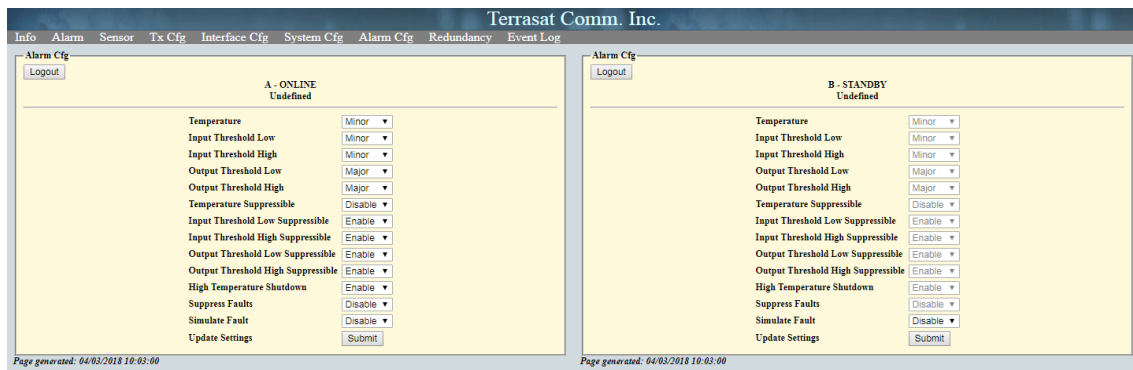 Terrasat Comm. Inc.
Info Alarm Sensor Tx Cfg Interface Cfg System Cfg Alarm Cfg Redundancy Event Log
Alarm Cfg
Logout
A - ONLINE
Undefined
Temperature Minor
Input Threshold Low Minor
Input Threshold High Minor
Output Threshold Low Major
Output Threshold High Major
Temperature Suppressible Disable
Input Threshold Low Suppressible Enable
Input Threshold High Suppressible Enable
Output Threshold Low Suppressible Enable
Output Threshold High Suppressible Enable
High Temperature Shutdown Enable
Suppress Faults Disable
Simulate Fault Disable
Update Settings Submit
Page generated: 04/03/2018 10:03:00
Alarm Cfg
Logout
B - STANDBY
Undefined
Temperature Minor
Input Threshold Low Minor
Input Threshold High Minor
Output Threshold Low Major
Output Threshold High Major
Temperature Suppressible Disable
Input Threshold Low Suppressible Enable
Input Threshold High Suppressible Enable
Output Threshold Low Suppressible Enable
Output Threshold High Suppressible Enable
High Temperature Shutdown Enable
Suppress Faults Disable
Simulate Fault Disable
Update Settings Submit
Page generated: 04/03/2018 10:03:00